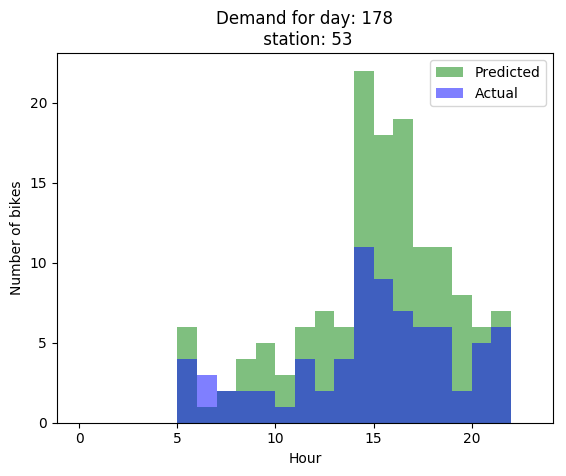 Demand for day: 178
station: 53
Predicted
Actual
Number of bikes
20
15
10
5
0
0
5
10
15
20
Hour